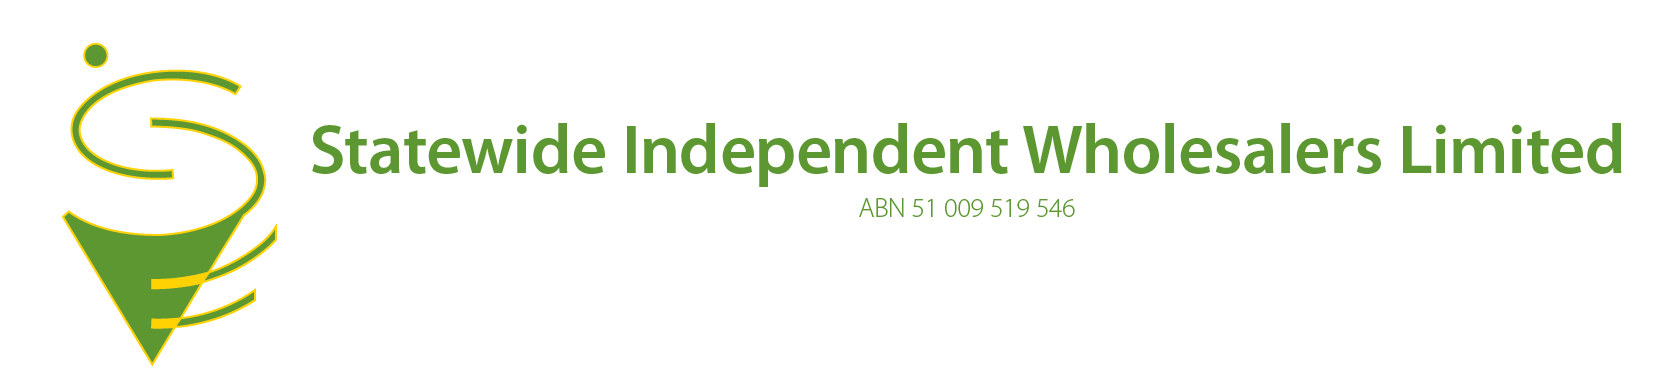 Statewide Independent Wholesalers Limited
ABN 51 009 519 546